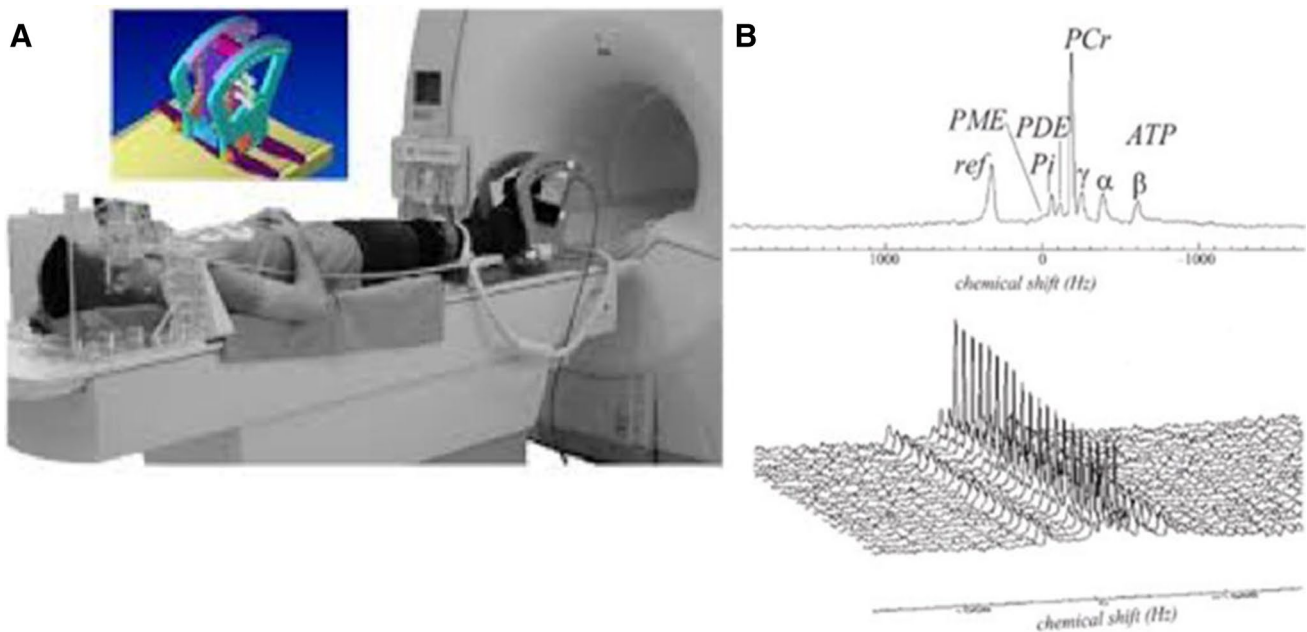 A
B
PCr
PME
PDE
ATP
ref
Pi
γ
α
β
1000
0
-1000
chemical shift (Hz)
chemical shift (Hz)